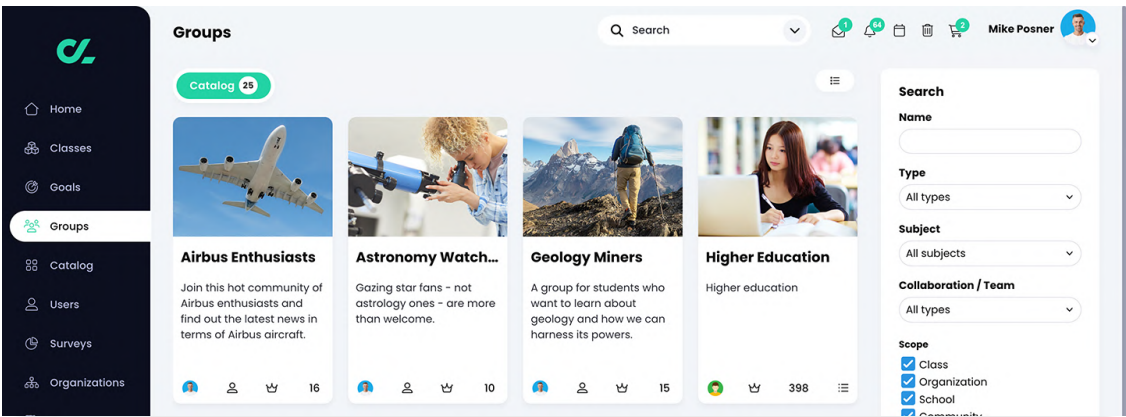 Groups
Search
1
64
2
Mike Posner
Home
Classes
Goals
Groups
Catalog
Users
Surveys
Organizations
Catalog 25
Airbus Enthusiasts
Join this hot community of
Airbus enthusiasts and
find out the latest news in
terms of Airbus aircraft.
16
Astronomy Watch...
Gazing star fans - not
astrology ones - are more
than welcome.
10
Geology Miners
A group for students who
want to learn about
geology and how we can
harness its powers.
15
Higher Education
Higher education
398
Search
Name
Type
All types
Subject
All subjects
Collaboration / Team
All types
Scope
Class
Organization
School
Community